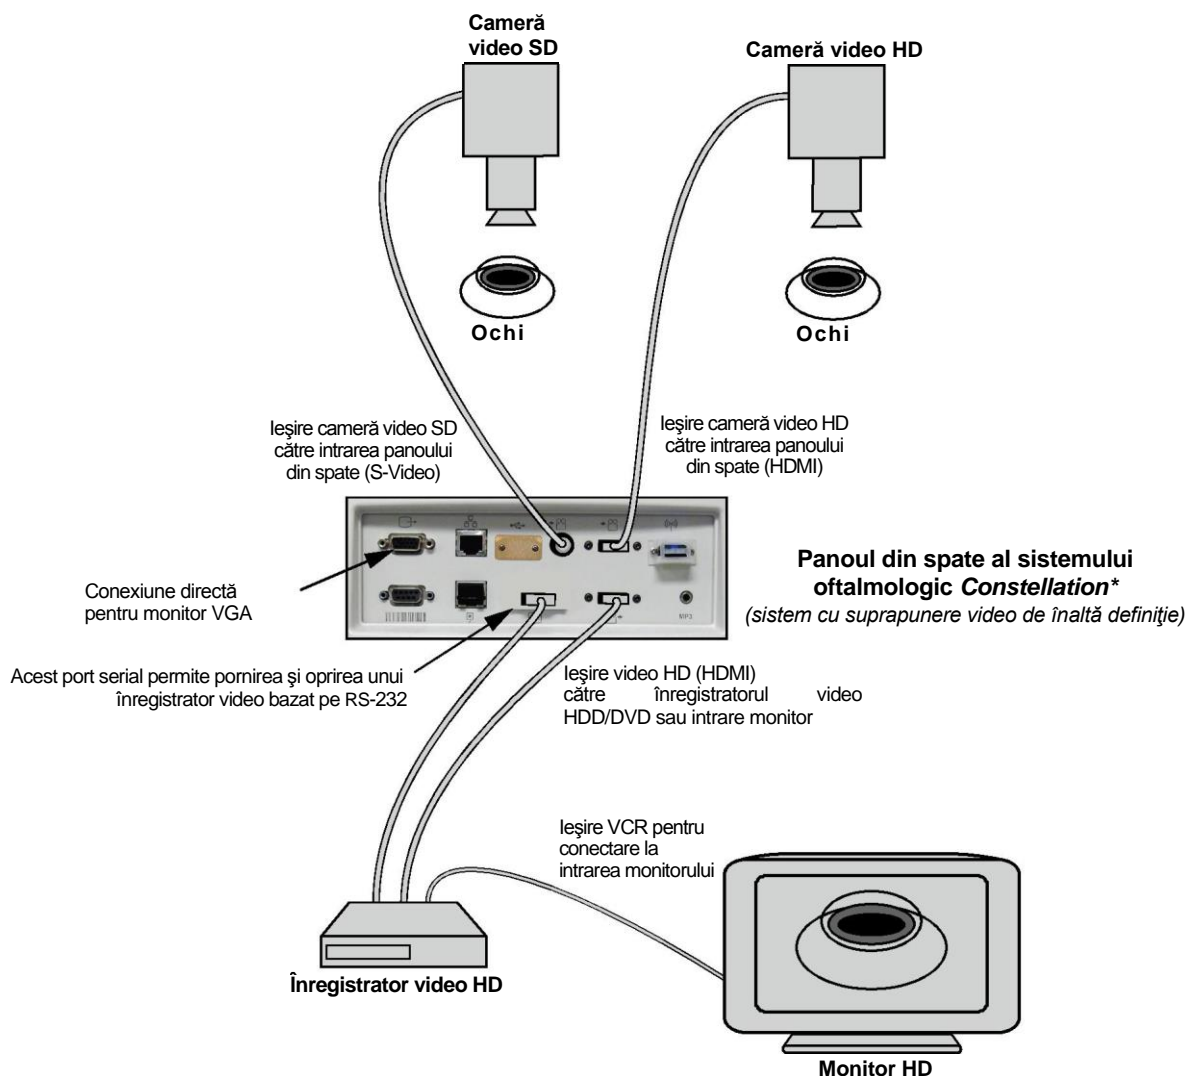 Cameră
video SD
Cameră video HD
Ochi
Ochi
Ieşire cameră video SD
către intrarea panoului
din spate (S-Video)
Ieşire cameră video HD
către intrarea panoului
din spate (HDMI)
Conexiune directă
pentru monitor VGA
MP3
Panoul din spate al sistemului
oftalmologic Constellation*
(sistem cu suprapunere video de înaltă definiţie)
Acest port serial permite pornirea şi oprirea unui
înregistrator video bazat pe RS-232
Ieşire video HD (HDMI)
către înregistratorul video
HDD/DVD sau intrare monitor
Ieşire VCR pentru
conectare la
intrarea monitorului
Înregistrator video HD
Monitor HD